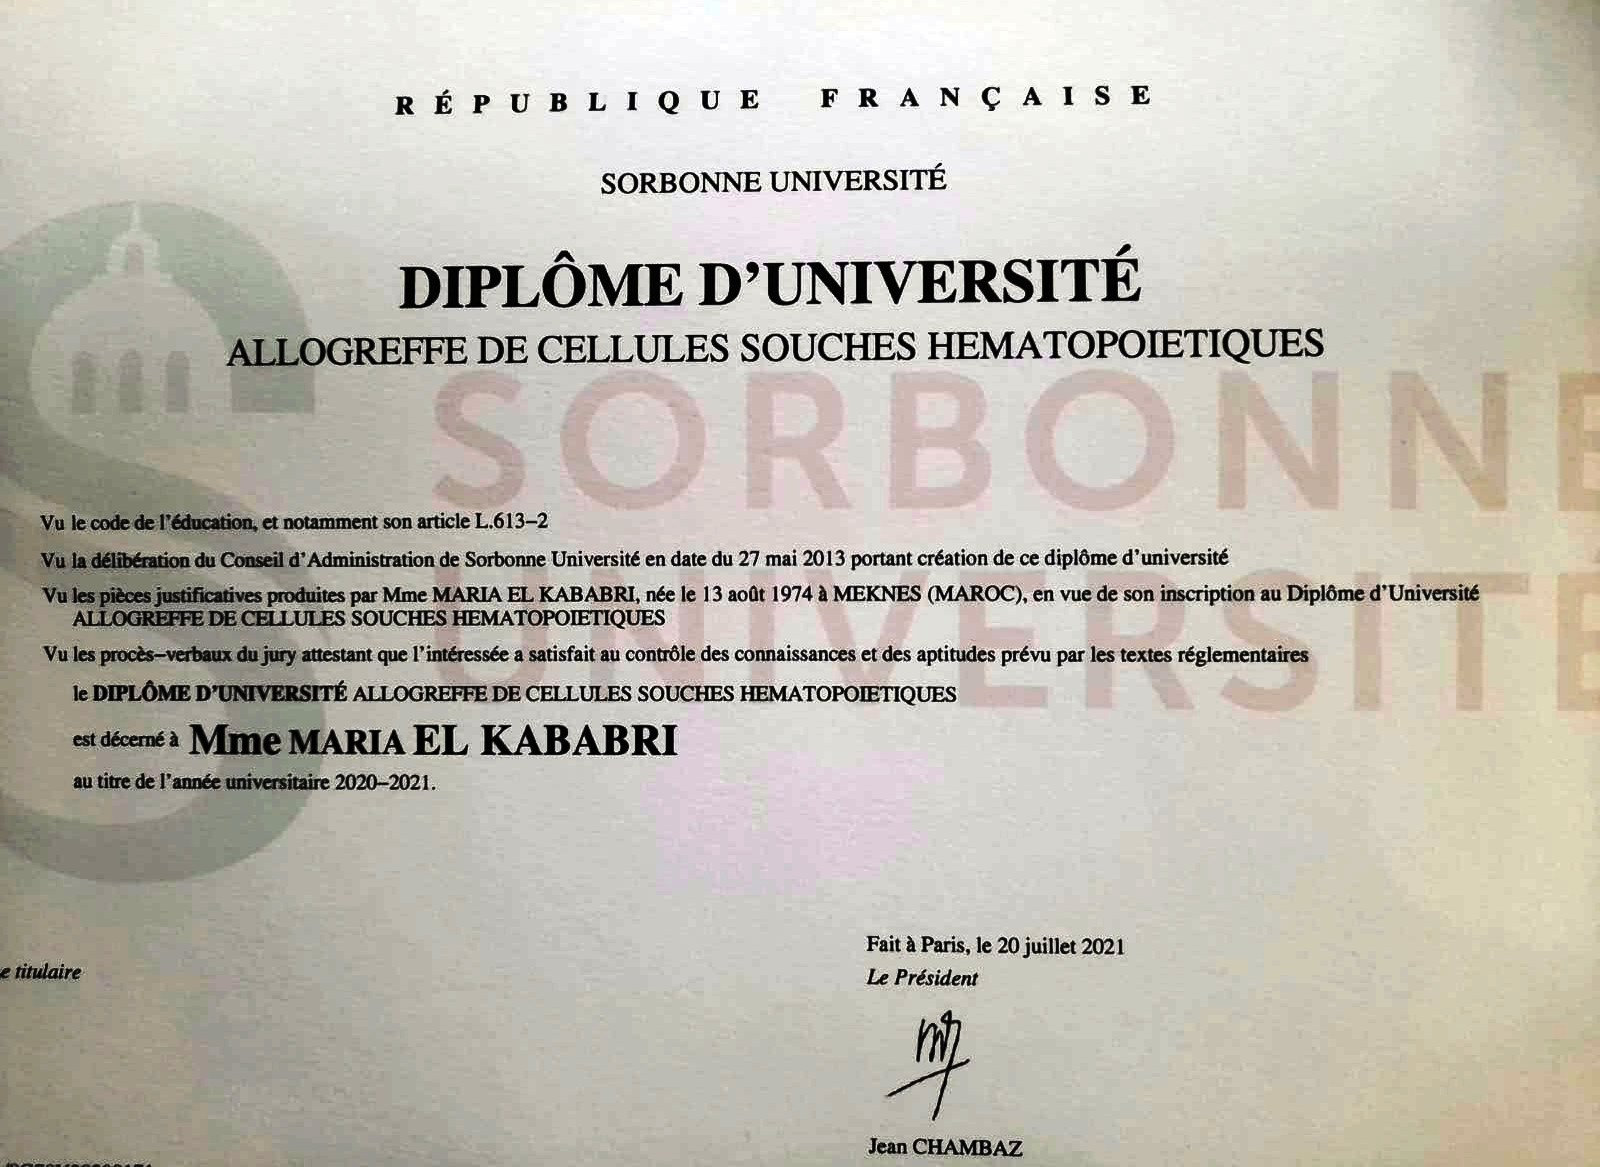 RÉPUBLIQUE FRANÇAISE
SORBONNE UNIVERSITÉ
DIPLÔME D'UNIVERSITÉ
ALLOGREFFE DE CELLULES SOUCHES HEMATOPOIETIQUES
SORBONNE
UNIVERSITÉ
Vu le code de l'éducation, et notamment son article L.613–2
Vu la délibération du Conseil d'Administration de Sorbonne Université en date du 27 mai 2013 portant création de ce diplôme d'université
Vu les pièces justificatives produites par Mme MARIA EL KABABRI, née le 13 août 1974 à MEKNES (MAROC), en vue de son inscription au Diplôme d'Université
ALLOGREFFE DE CELLULES SOUCHES HEMATOPOIETIQUES
Vu les procès–verbaux du jury attestant que l'intéressée a satisfait au contrôle des connaissances et des aptitudes prévu par les textes réglementaires
le DIPLÔME D'UNIVERSITÉ ALLOGREFFE DE CELLULES SOUCHES HEMATOPOIETIQUES
est décerné à Mme MARIA EL KABABRI
au titre de l'année universitaire 2020–2021.
Fait à Paris, le 20 juillet 2021
e titulaire
Le Président
Jean CHAMBAZ